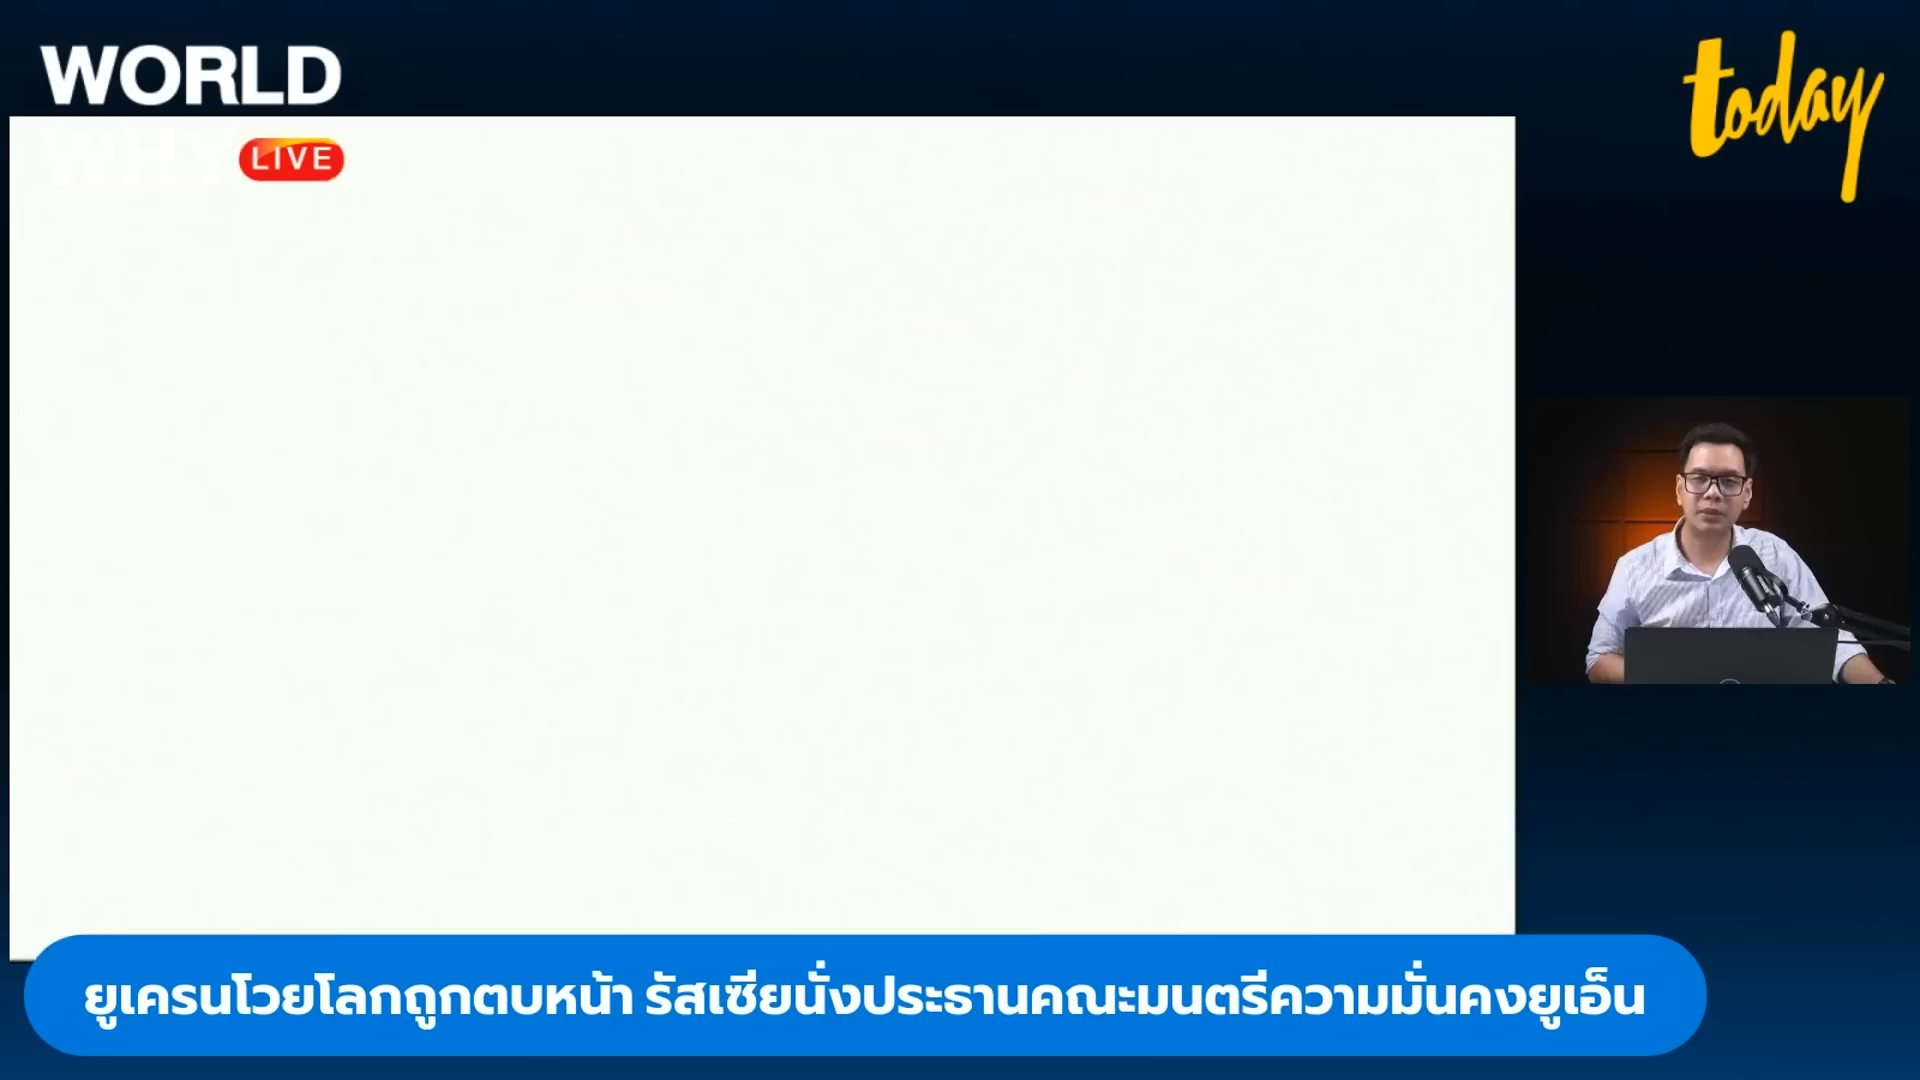 WORLD
WHY LIVE
today
ยูเครนโวยโลกถูกตบหน้า รัสเซียนั่งประธานคณะมนตรีความมั่นคงยูเอ็น